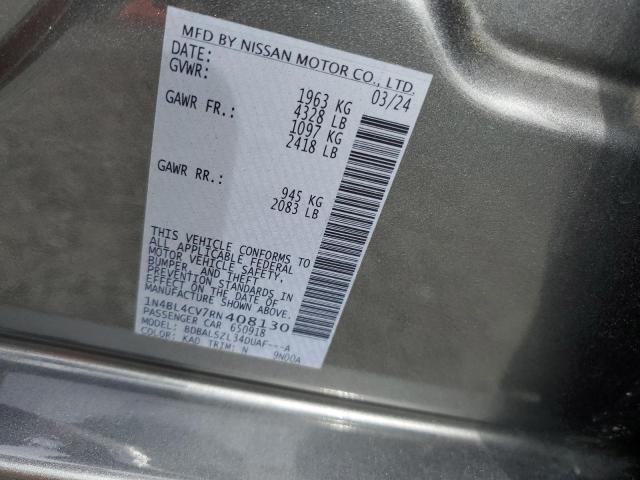 MFD BY NISSAN MOTOR CO., LTD.
DATE: 03/24
GVWR: 1963 KG
4328 LB
GAWR FR.: 1097 KG
2418 LB
GAWR RR.: 945 KG
2083 LB
THIS VEHICLE CONFORMS TO
ALL APPLICABLE FEDERAL
MOTOR VEHICLE SAFETY,
BUMPER, AND THEFT
PREVENTION STANDARDS IN
EFFECT ON THE DATE OF
MANUFACTURE SHOWN ABOVE.
1N4BL4CV7RN408130
PASSENGER CAR 650918
MODEL: BDBALSZL34DUAF---A
COLOR: KAD TRIM: N 9N00A